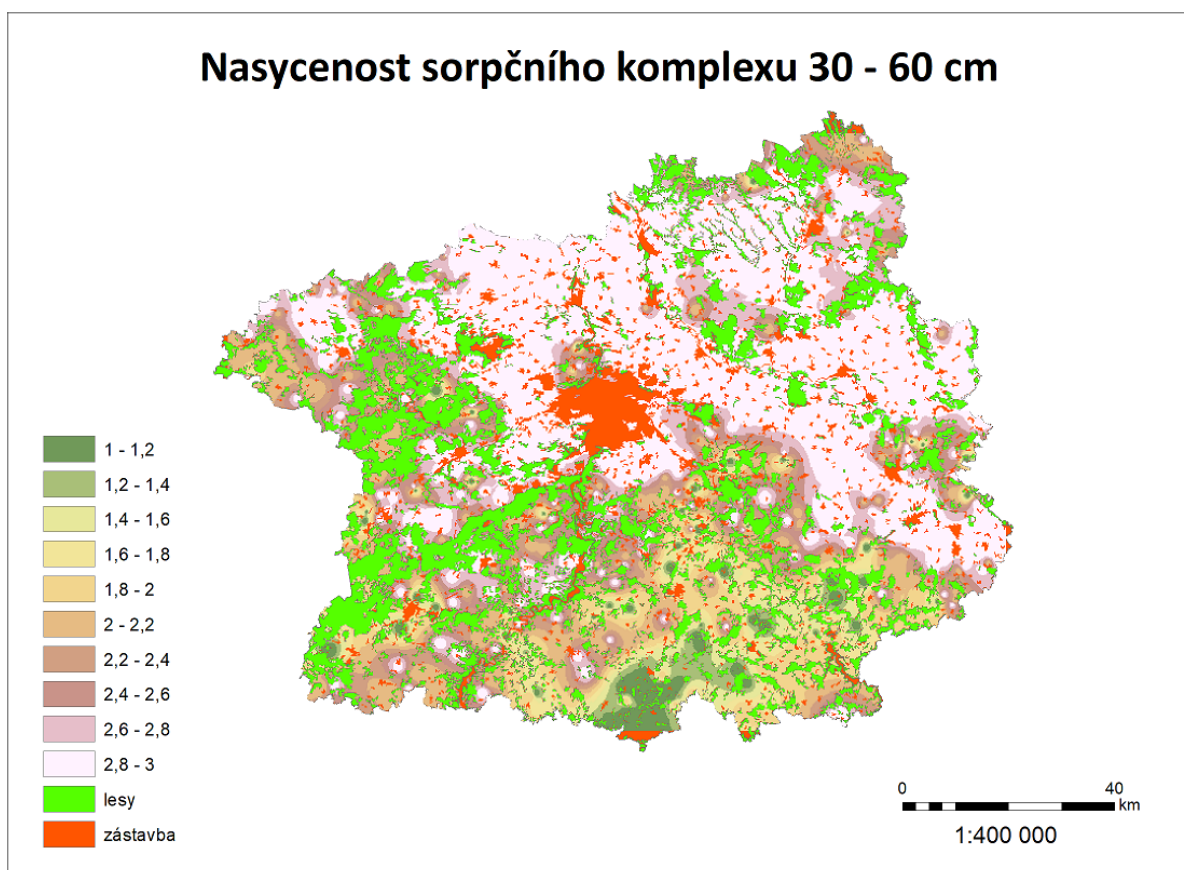 Nasycenost sorpčního komplexu 30 - 60 cm
1 - 1,2
1,2 - 1,4
1,4 - 1,6
1,6 - 1,8
1,8 - 2
2 - 2,2
2,2 - 2,4
2,4 - 2,6
2,6 - 2,8
2,8 - 3
lesy
zástavba
0 40
km
1:400 000